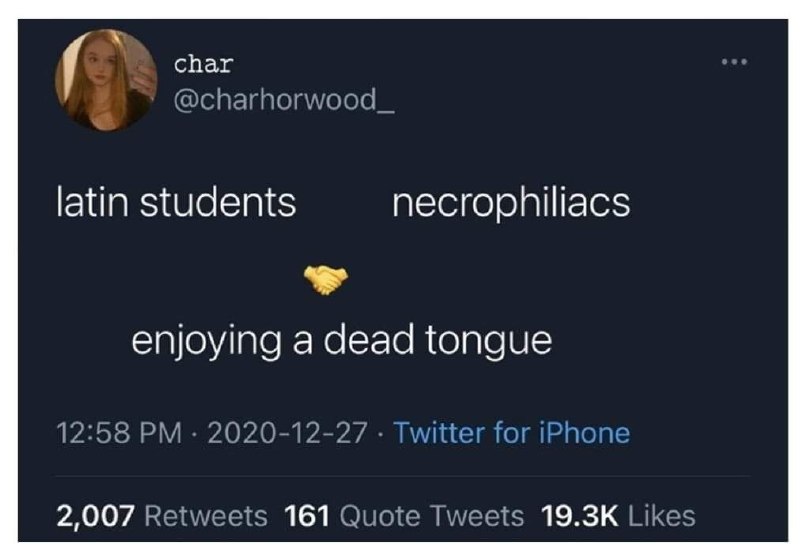 char
@charhorwood_
latin students necrophiliacs
🤝
enjoying a dead tongue
12:58 PM · 2020-12-27 · Twitter for iPhone
2,007 Retweets 161 Quote Tweets 19.3K Likes